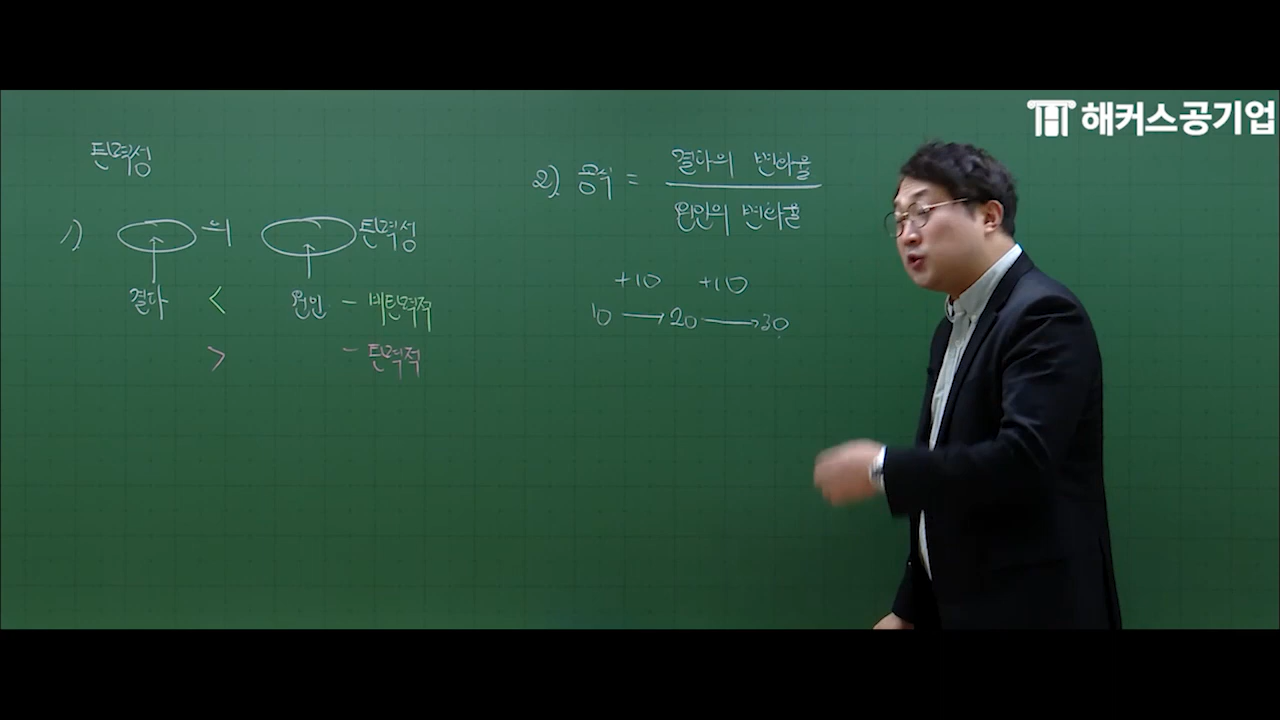 해커스공기업
탄력성
1) 의 탄력성
결과 < 원인 - 비탄력적
> - 탄력적
2) 공식 = 결과의 변화율
원인의 변화율
+10 +10
10 → 20 → 30